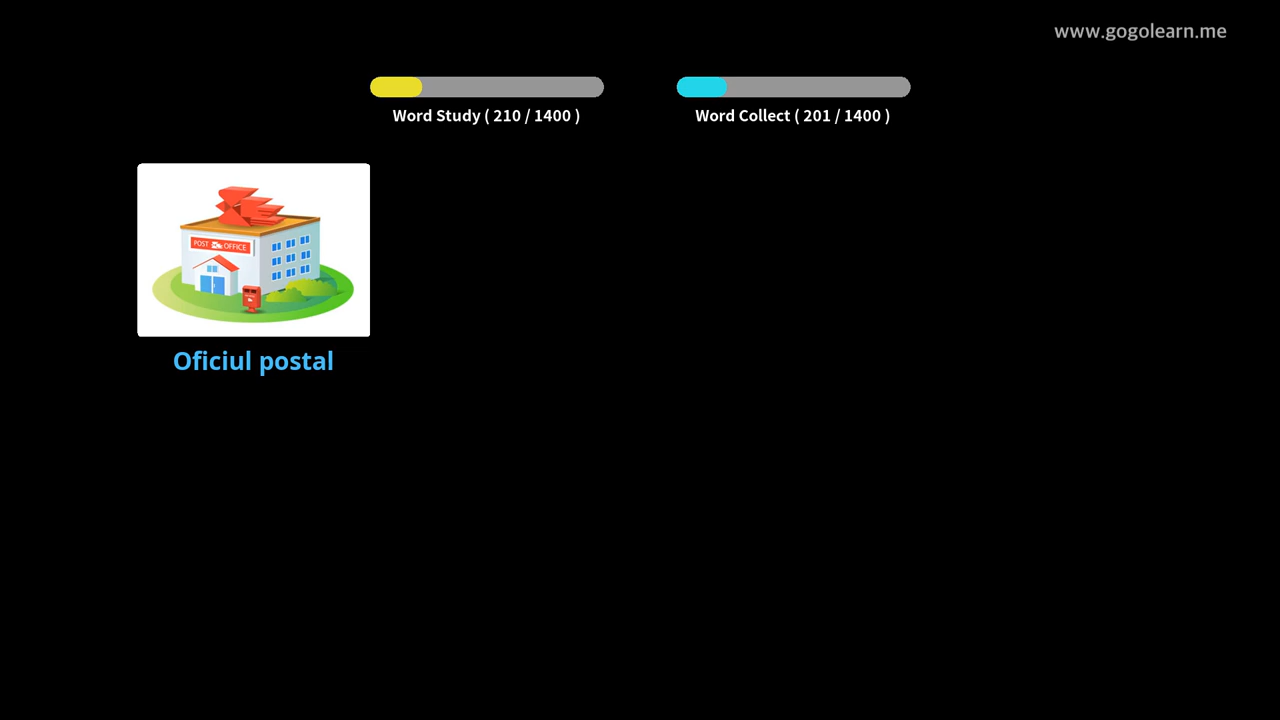 www.gogolearn.me
Word Study ( 210 / 1400 )
Word Collect ( 201 / 1400 )
POST OFFICE
Oficiul postal